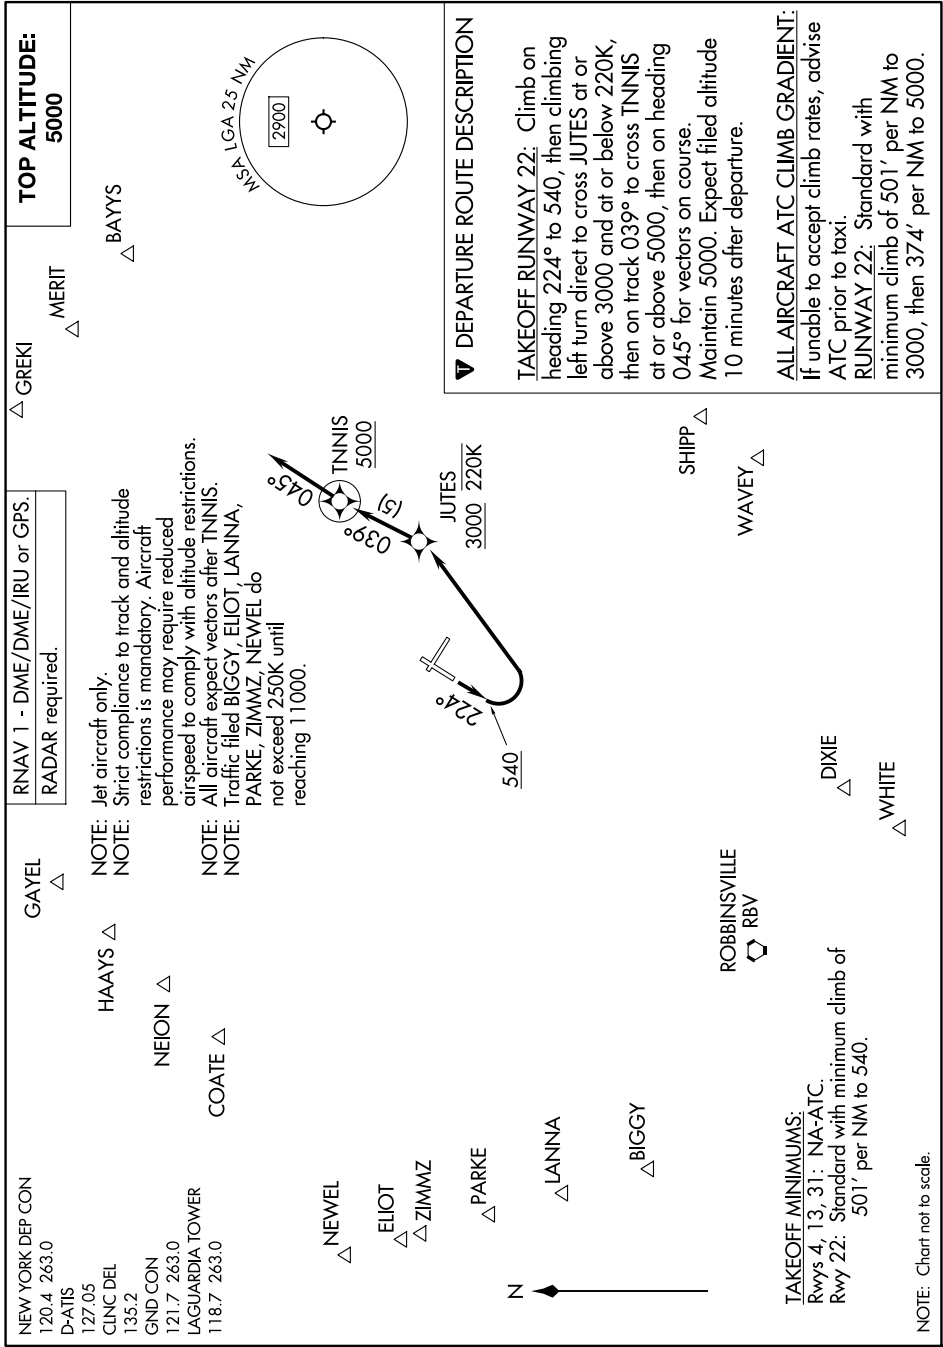 NEW YORK DEP CON
120.4 263.0
D-ATIS
127.05
CLNC DEL
135.2
GND CON
121.7 263.0
LAGUARDIA TOWER
118.7 263.0
RNAV 1 - DME/DME/IRU or GPS.
RADAR required.
TOP ALTITUDE:
5000
GAYEL
HAAYS
NEION
COATE
GREKI
MERIT
BAYYS
NOTE: Jet aircraft only.
NOTE: Strict compliance to track and altitude
restrictions is mandatory. Aircraft
performance may require reduced
airspeed to comply with altitude restrictions.
NOTE: All aircraft expect vectors after TNNIS.
NOTE: Traffic filed BIGGY, ELIOT, LANNA,
PARKE, ZIMMZ, NEWEL do
not exceed 250K until
reaching 11000.
MSA LGA 25 NM
2900
045°
TNNIS
5000
039°
(5)
JUTES
3000 220K
224°
540
NEWEL
ELIOT
ZIMMZ
PARKE
LANNA
BIGGY
N
ROBBINSVILLE
RBV
DIXIE
WHITE
SHIPP
WAVEY
T DEPARTURE ROUTE DESCRIPTION
TAKEOFF RUNWAY 22: Climb on
heading 224° to 540, then climbing
left turn direct to cross JUTES at or
above 3000 and at or below 220K,
then on track 039° to cross TNNIS
at or above 5000, then on heading
045° for vectors on course.
Maintain 5000. Expect filed altitude
10 minutes after departure.
ALL AIRCRAFT ATC CLIMB GRADIENT:
If unable to accept climb rates, advise
ATC prior to taxi.
RUNWAY 22: Standard with
minimum climb of 501' per NM to
3000, then 374' per NM to 5000.
TAKEOFF MINIMUMS:
Rwys 4, 13, 31: NA-ATC.
Rwy 22: Standard with minimum climb of
501' per NM to 540.
NOTE: Chart not to scale.